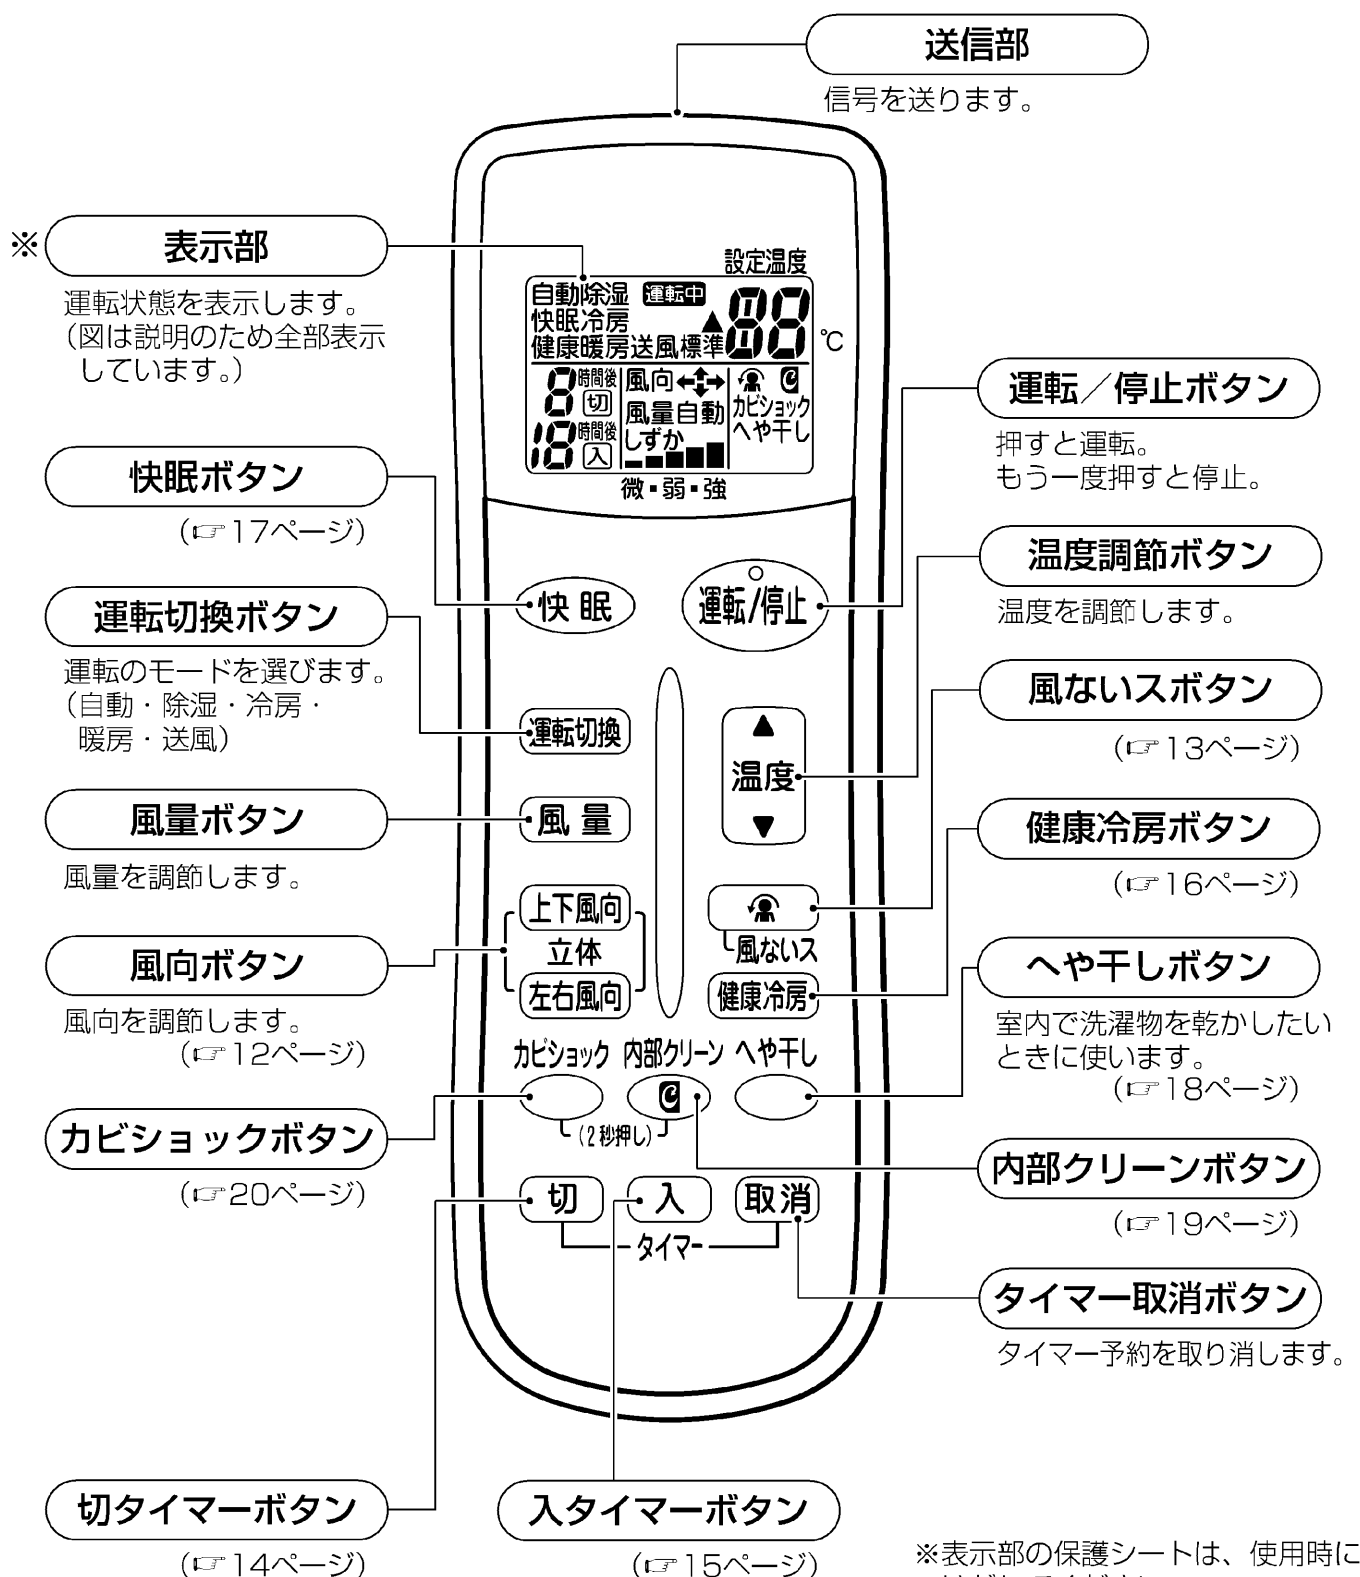 送信部
信号を送ります。
※
表示部
運転状態を表示します。
（図は説明のため全部表示
しています。）
快眠ボタン
（☞17ページ）
運転切換ボタン
運転のモードを選びます。
（自動・除湿・冷房・
暖房・送風）
風量ボタン
風量を調節します。
風向ボタン
風向を調節します。
（☞12ページ）
カビショックボタン
（☞20ページ）
切タイマーボタン
（☞14ページ）
設定温度
自動除湿 運転中
快眠冷房 ▲88℃
健康暖房送風標準
8時間後 切
18時間後 入
風向
風量自動
しずか
カビショック
へや干し
微▪弱▪強
快眠
運転/停止
運転切換
▲
温度
▼
風量
上下風向
立体
左右風向
風ないス
健康冷房
カビショック 内部クリーン へや干し
（2秒押し）
切 入 取消
タイマー
運転／停止ボタン
押すと運転。
もう一度押すと停止。
温度調節ボタン
温度を調節します。
風ないスボタン
（☞13ページ）
健康冷房ボタン
（☞16ページ）
へや干しボタン
室内で洗濯物を乾かしたい
ときに使います。
（☞18ページ）
内部クリーンボタン
（☞19ページ）
タイマー取消ボタン
タイマー予約を取り消します。
入タイマーボタン
（☞15ページ）
※表示部の保護シートは、使用時に